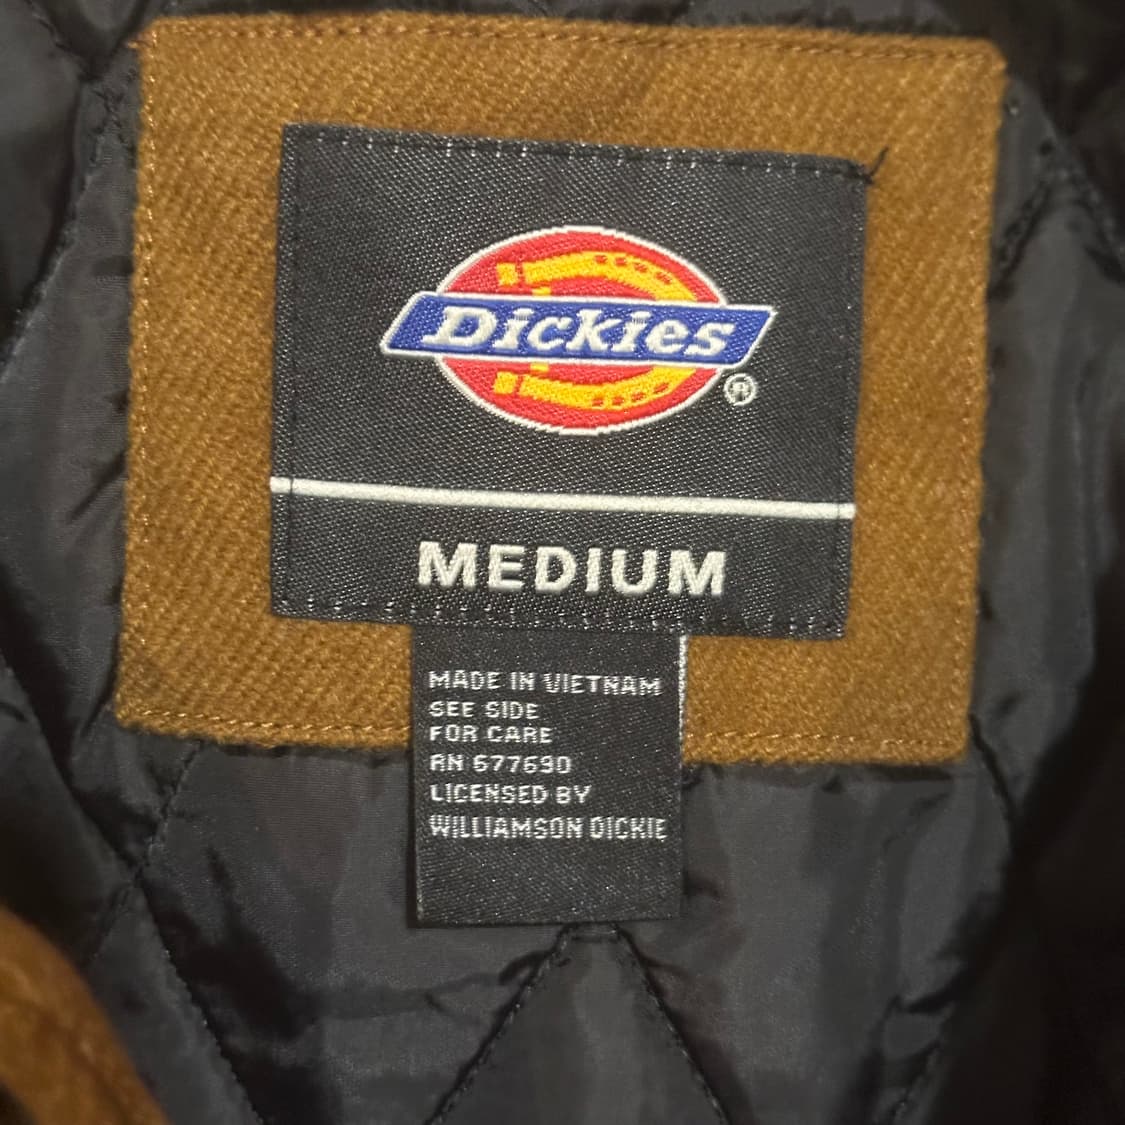 Dickies
®
MEDIUM
MADE IN VIETNAM
SEE SIDE
FOR CARE
RN 677690
LICENSED BY
WILLIAMSON DICKIE